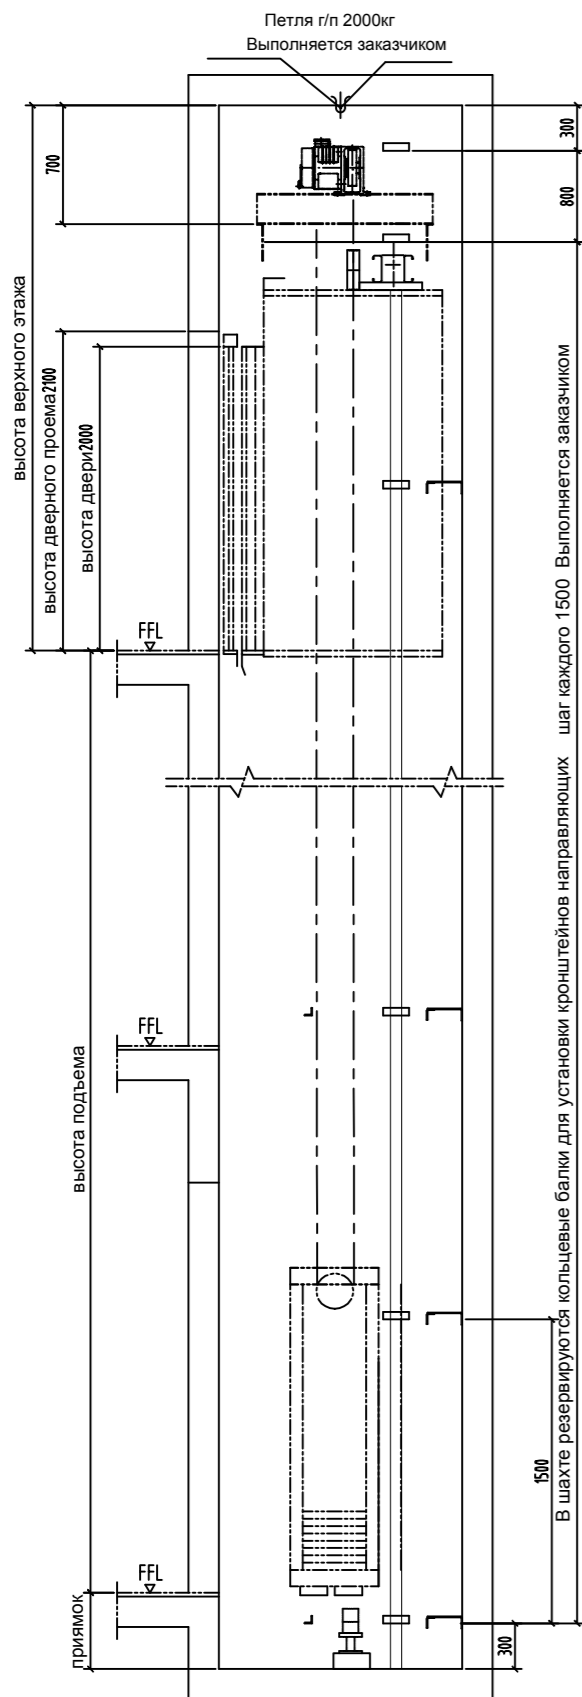 Петля г/п 2000кг
Выполняется заказчиком
300
700
800
высота верхного этажа
высота дверного проема2100
высота двери2000
FFL
шаг каждого 1500 Выполняется заказчиком
В шахте резервируются кольцевые балки для установки кронштейнов направляющих
FFL
высота подъема
1500
FFL
приямок
300